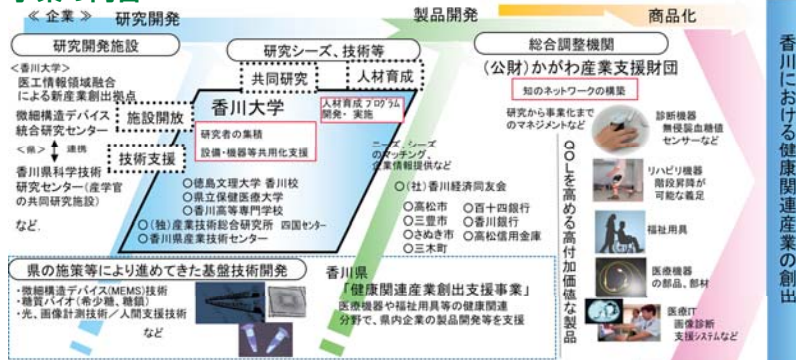 ≪ 企業 ≫
研究開発
製品開発
商品化
研究開発施設
<香川大学>
医工情報領域融合
による新産業創出拠点
微細構造デバイス
統合研究センター
<県>
連携
香川県科学技術
研究センター(産学官
の共同研究施設)
など.
施設開放
技術支援
研究シーズ、技術等
共同研究
人材育成
香川大学
人材育成プログラム
開発・実施
研究者の集積
設備・機器等共用化支援
○徳島文理大学 香川校
○県立保健医療大学
○香川高等専門学校
○(独)産業技術総合研究所 四国センター
○香川県産業技術センター
ニーズ、シーズ
のマッチング、
企業情報提供など
○(社)香川経済同友会
○高松市
○三豊市
○さぬき市
○三木町
○百十四銀行
○香川銀行
○高松信用金庫
総合調整機関
(公財)かがわ産業支援財団
知のネットワークの構築
研究から事業化まで
のマネジメントなど
QOLを高める高付加価値な製品
診断機器
無侵襲血糖値
センサーなど
リハビリ機器
階段昇降が
可能な義足
福祉用具
医療機器
の部品、部材
医療IT
画像診断
支援システムなど
香川における健康関連産業の創出
県の施策等により進めてきた基盤技術開発
・微細構造デバイス(MEMS)技術
・糖質バイオ(希少糖、糖鎖)
・光、画像計測技術／人間支援技術
など
香川県
「健康関連産業創出支援事業」
医療機器や福祉用具等の健康関連
分野で、県内企業の製品開発等を支援